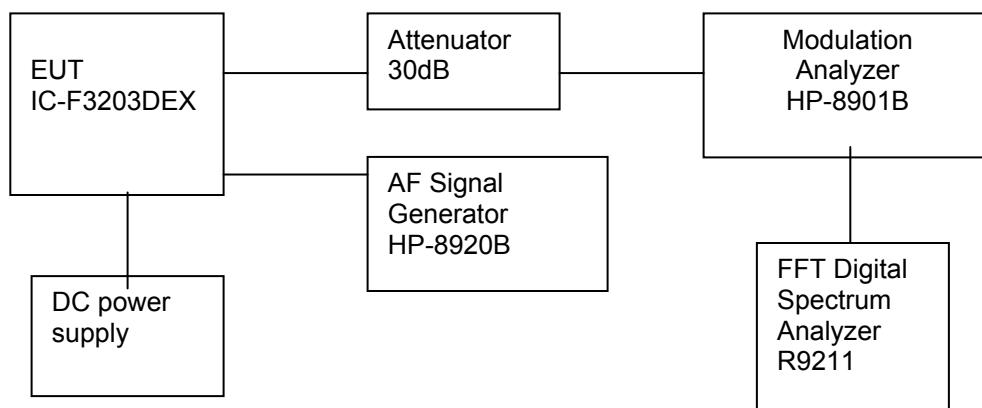 EUT
IC-F3203DEX
Attenuator
30dB
Modulation
Analyzer
HP-8901B
AF Signal
Generator
HP-8920B
DC power
supply
FFT Digital
Spectrum
Analyzer
R9211